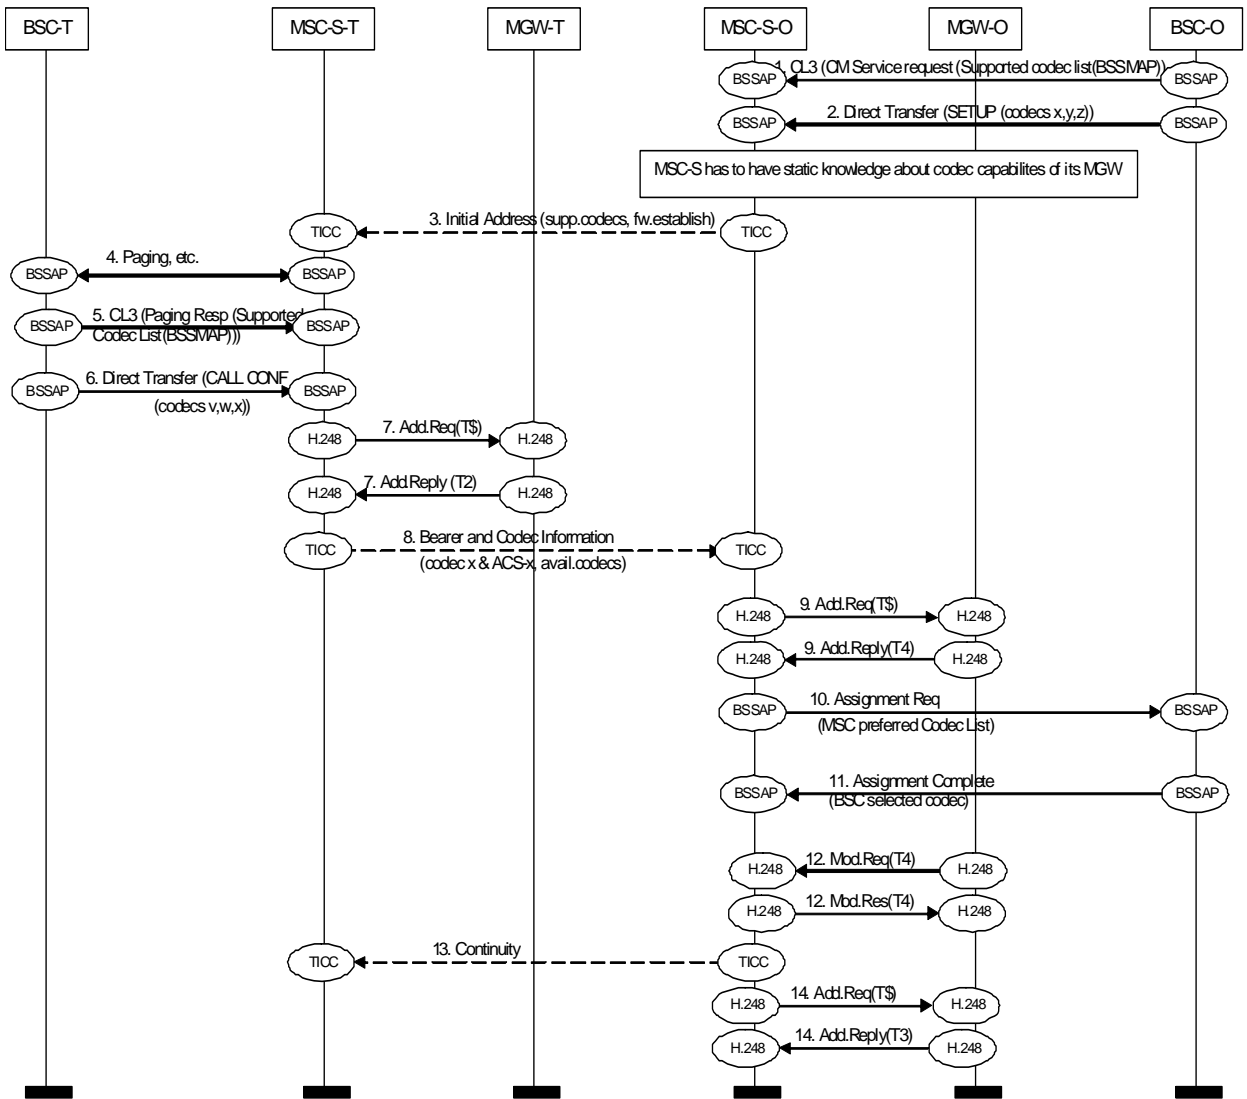 BSC-T
MSC-S-T
MGW-T
MSC-S-O
MGW-O
BSC-O
BSSAP
1. CL3 (CM Service request (Supported codec list(BSSMAP))
BSSAP
BSSAP
2. Direct Transfer (SETUP (codecs x,y,z))
BSSAP
MSC-S has to have static knowledge about codec capabilites of its MGW
TICC
3. Initial Address (supp.codecs, fw.establish)
TICC
BSSAP
4. Paging, etc.
BSSAP
BSSAP
5. CL3 (Paging Resp (Supported
Codec List(BSSMAP)))
BSSAP
BSSAP
6. Direct Transfer (CALL CONF
(codecs v,w,x))
BSSAP
H.248
7. Add.Req(T$)
H.248
H.248
7. Add.Reply (T2)
H.248
TICC
8. Bearer and Codec Information
(codec x & ACS-x, avail.codecs)
TICC
H.248
9. Add.Req(T$)
H.248
H.248
9. Add.Reply(T4)
H.248
BSSAP
10. Assignment Req
(MSC preferred Codec List)
BSSAP
BSSAP
11. Assignment Complete
(BSC selected codec)
BSSAP
H.248
12. Mod.Req(T4)
H.248
H.248
12. Mod.Res(T4)
H.248
TICC
13. Continuity
TICC
H.248
14. Add.Req(T$)
H.248
H.248
14. Add.Reply(T3)
H.248